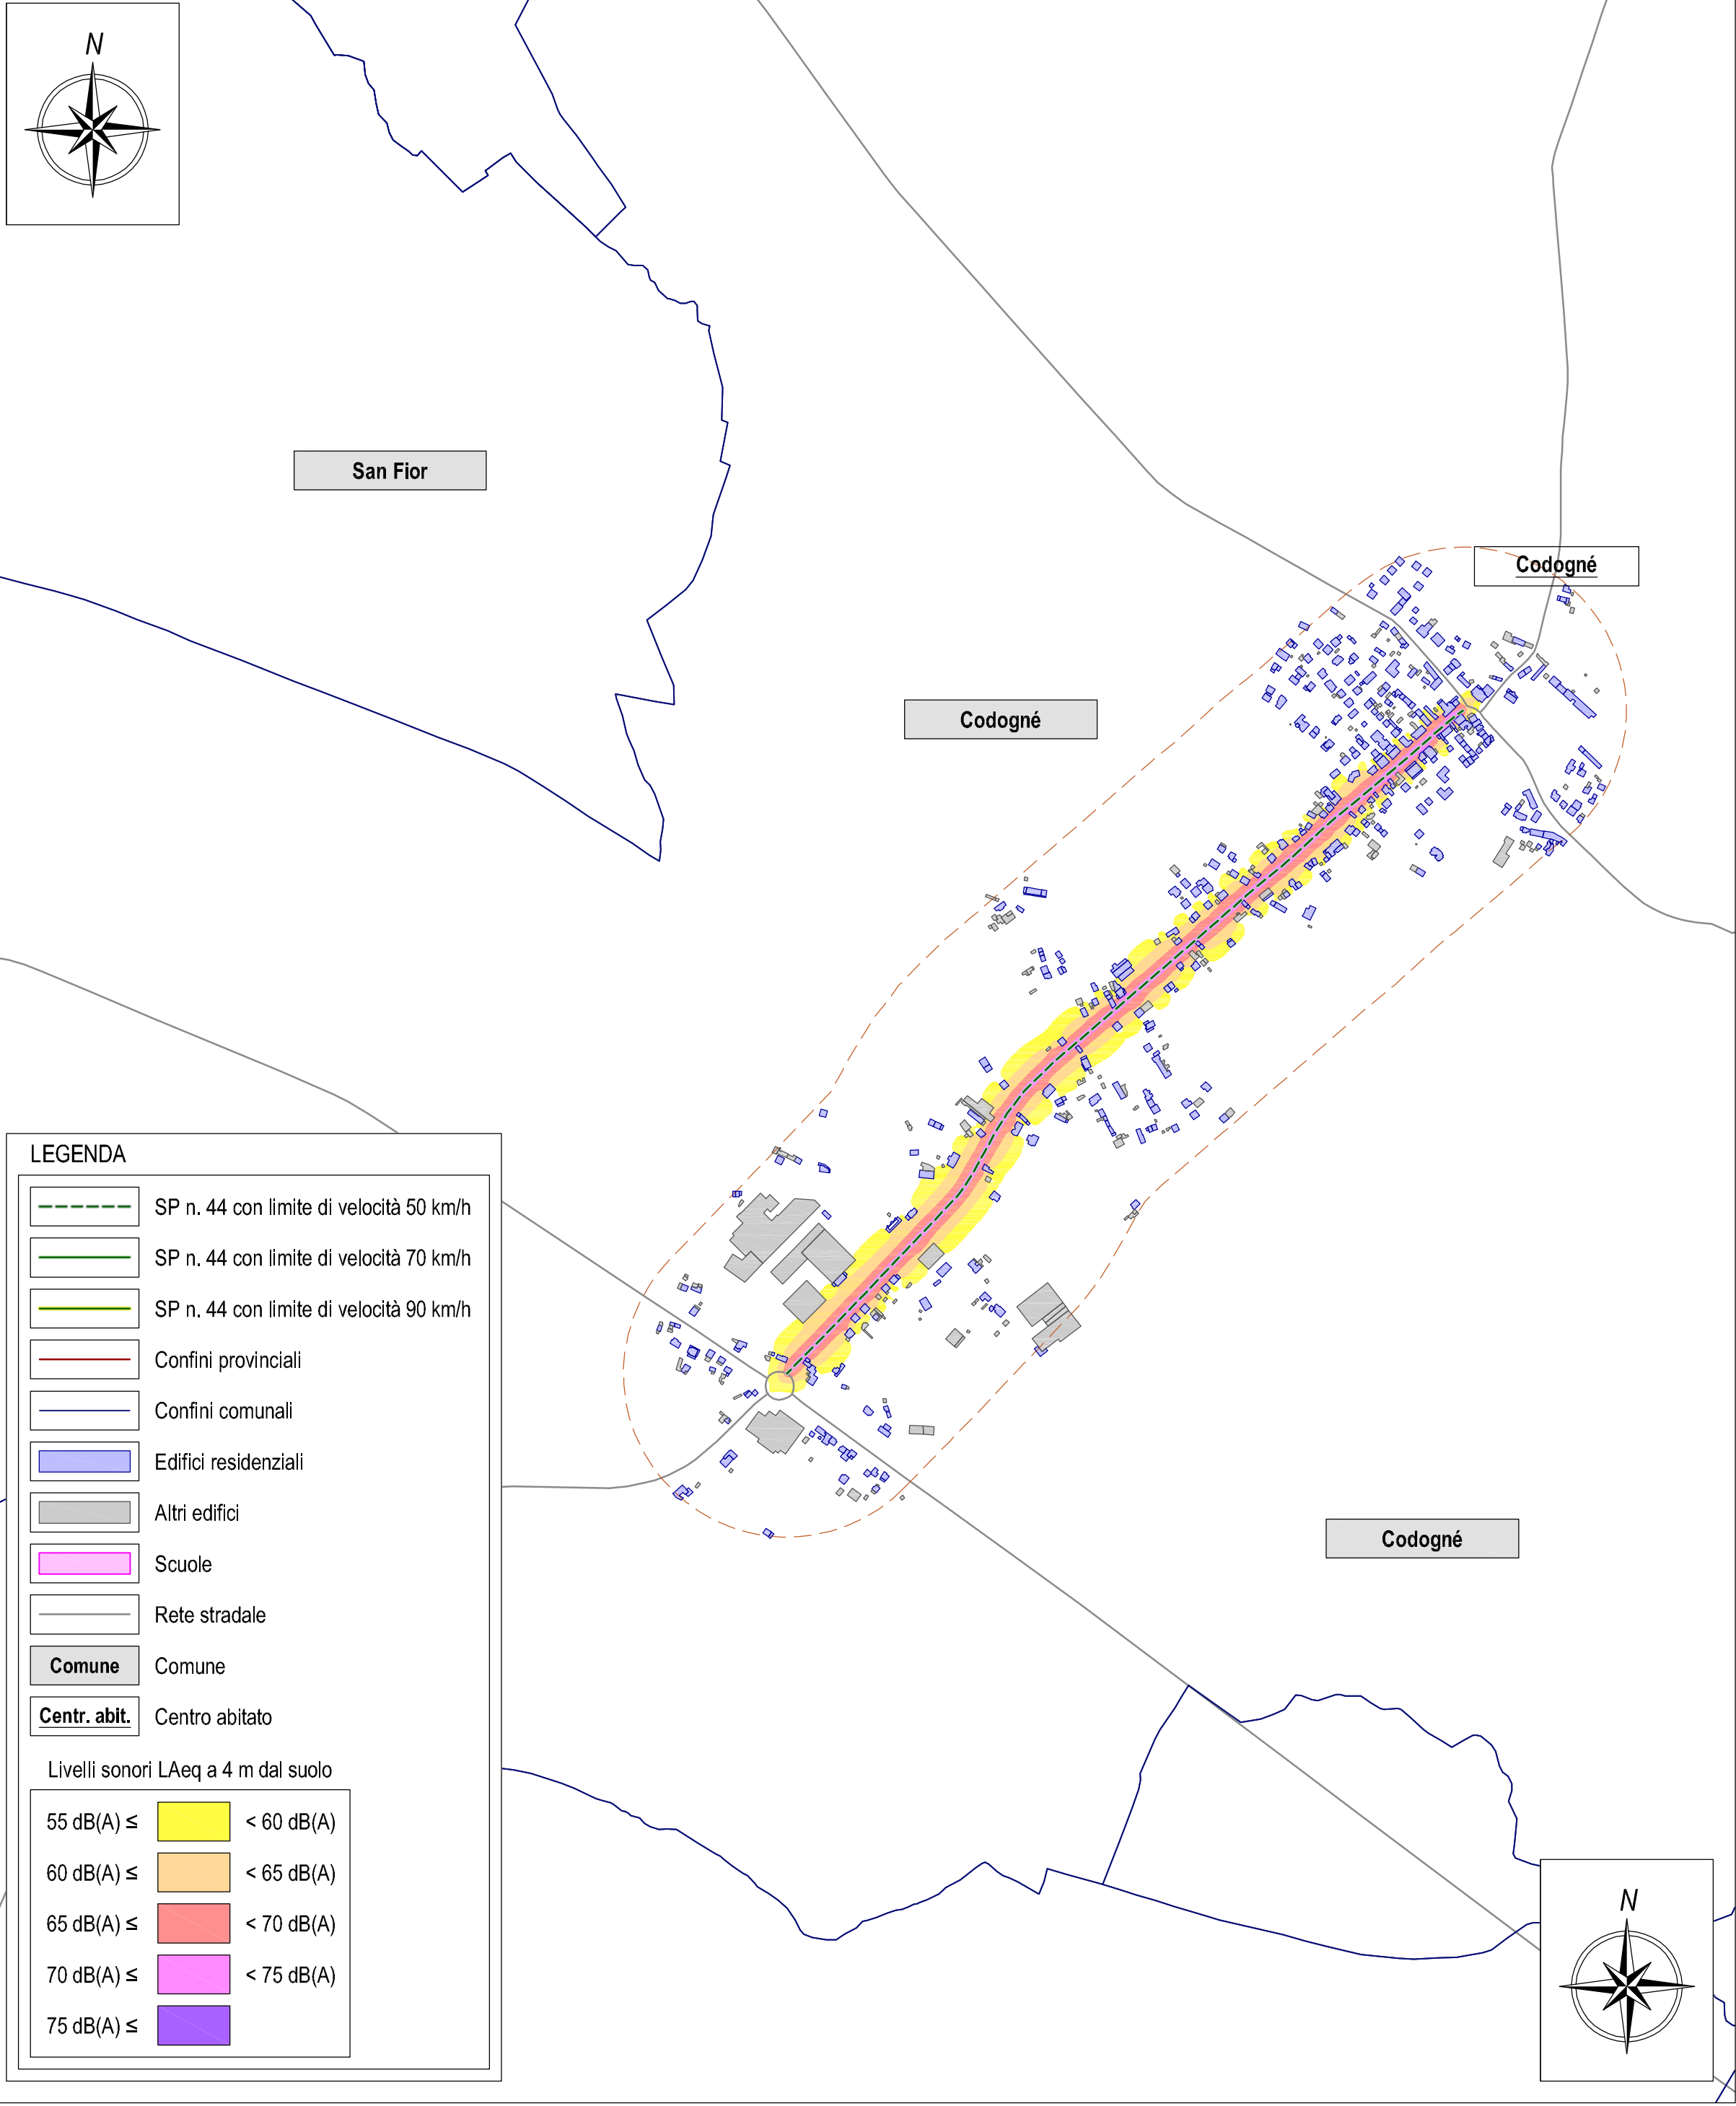 N
San Fior
Codogné
Codogné
LEGENDA
SP n. 44 con limite di velocità 50 km/h
SP n. 44 con limite di velocità 70 km/h
SP n. 44 con limite di velocità 90 km/h
Confini provinciali
Confini comunali
Edifici residenziali
Altri edifici
Scuole
Rete stradale
Comune Comune
Centr. abit. Centro abitato
Livelli sonori LAeq a 4 m dal suolo
55 dB(A) ≤ < 60 dB(A)
60 dB(A) ≤ < 65 dB(A)
65 dB(A) ≤ < 70 dB(A)
70 dB(A) ≤ < 75 dB(A)
75 dB(A) ≤
Codogné
N